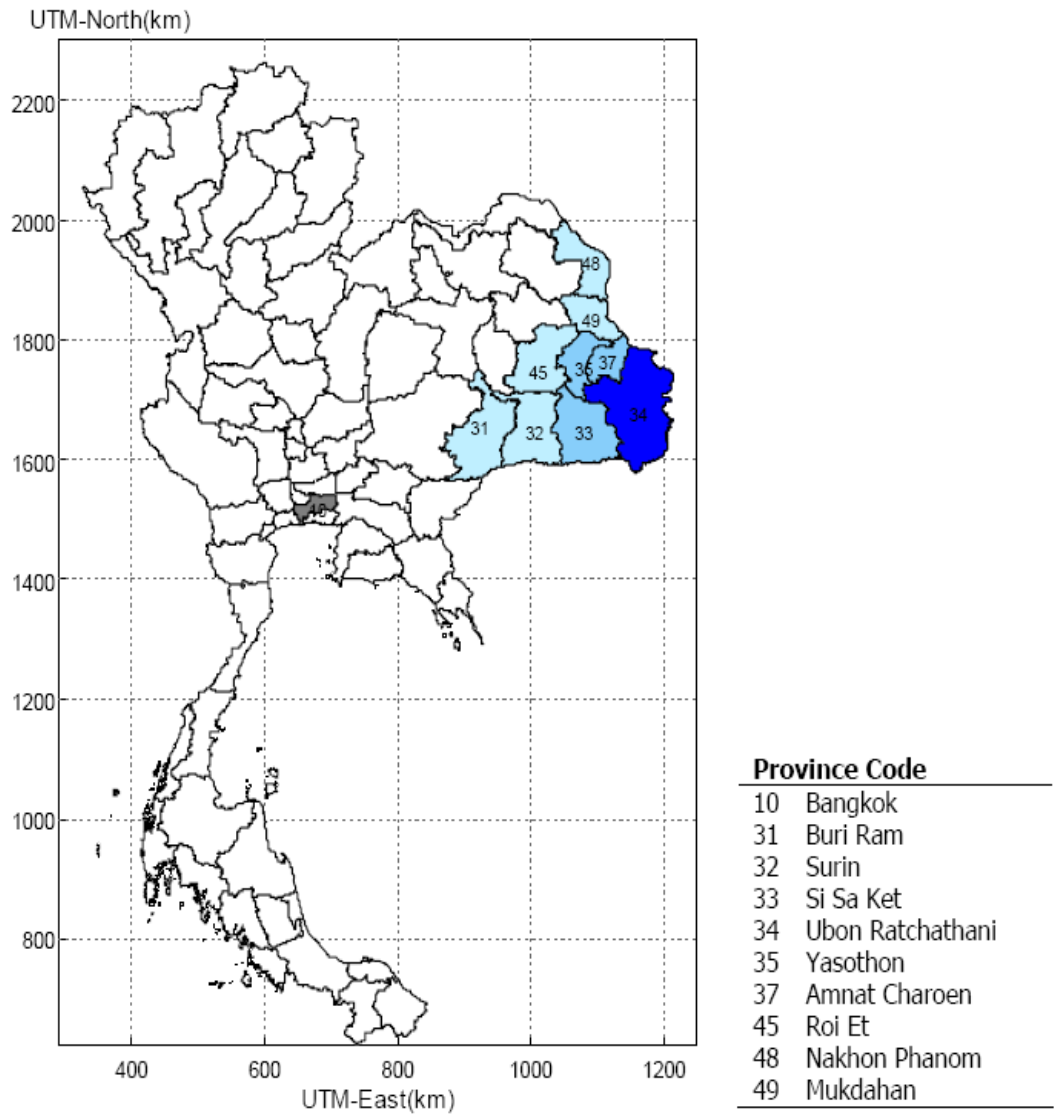 UTM-North(km)
2200
2000
1800
1600
1400
1200
1000
800
48
49
45
35
37
34
31
32
33
10
400 600 800 1000 1200
UTM-East(km)
Province Code
10 Bangkok
31 Buri Ram
32 Surin
33 Si Sa Ket
34 Ubon Ratchathani
35 Yasothon
37 Amnat Charoen
45 Roi Et
48 Nakhon Phanom
49 Mukdahan